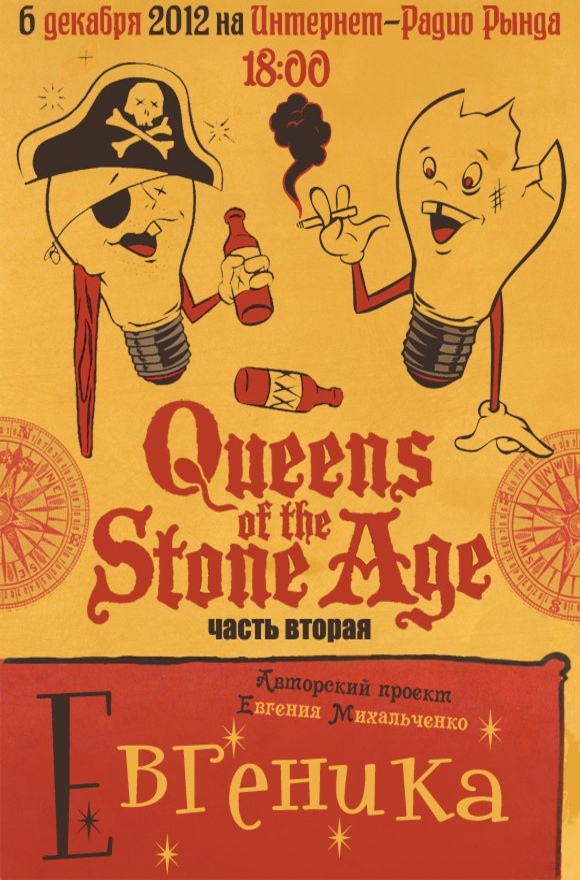 6 декабря 2012 на Интернет-Радио Рында
18:00
XXX
Queens
of the
Stone Age
часть вторая
Авторский проект
Евгения Михальченко
Евгеника